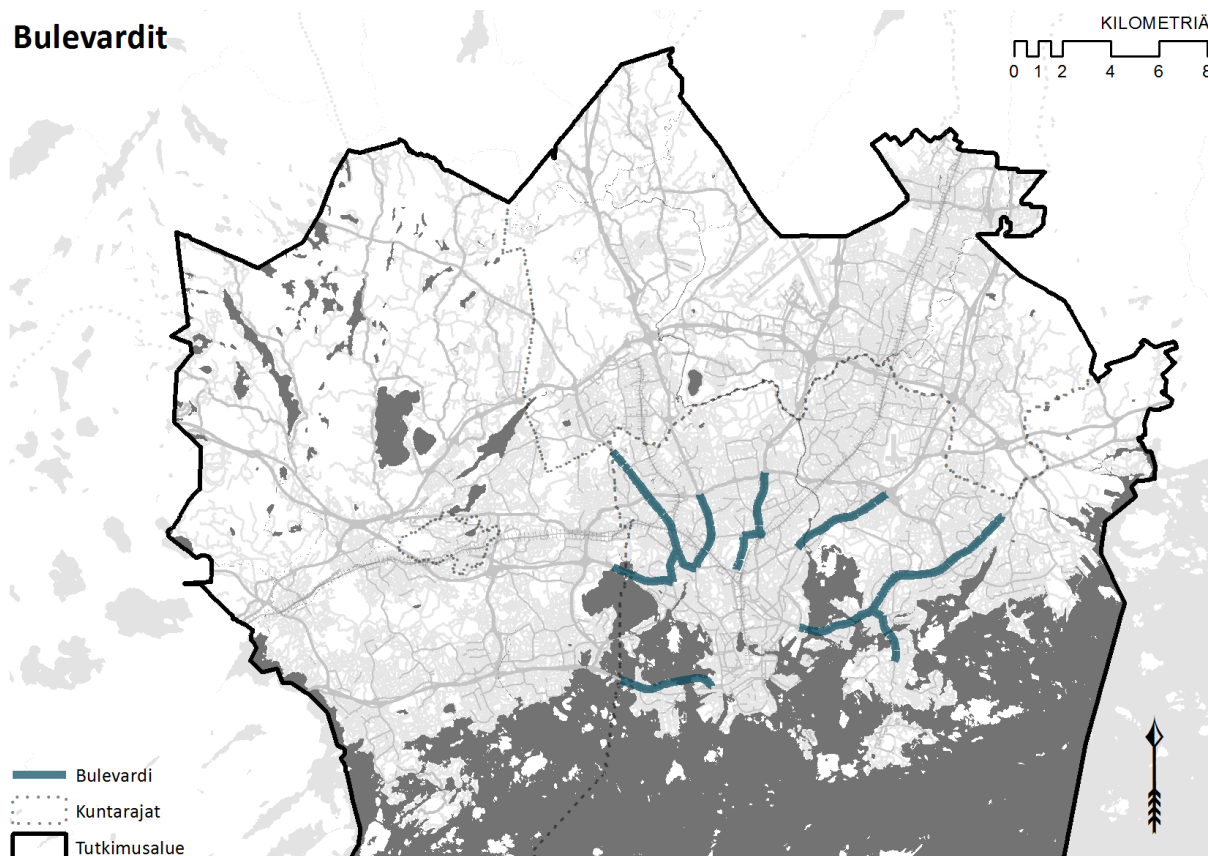 Bulevardit
KILOMETRIÄ
0 1 2 4 6 8
Bulevardi
Kuntarajat
Tutkimusalue